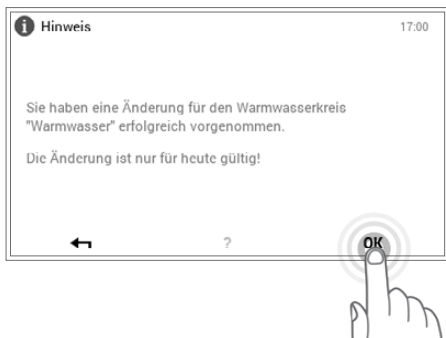 Hinweis 17:00
Sie haben eine Änderung für den Warmwasserkreis
"Warmwasser" erfolgreich vorgenommen.
Die Änderung ist nur für heute gültig!
? OK